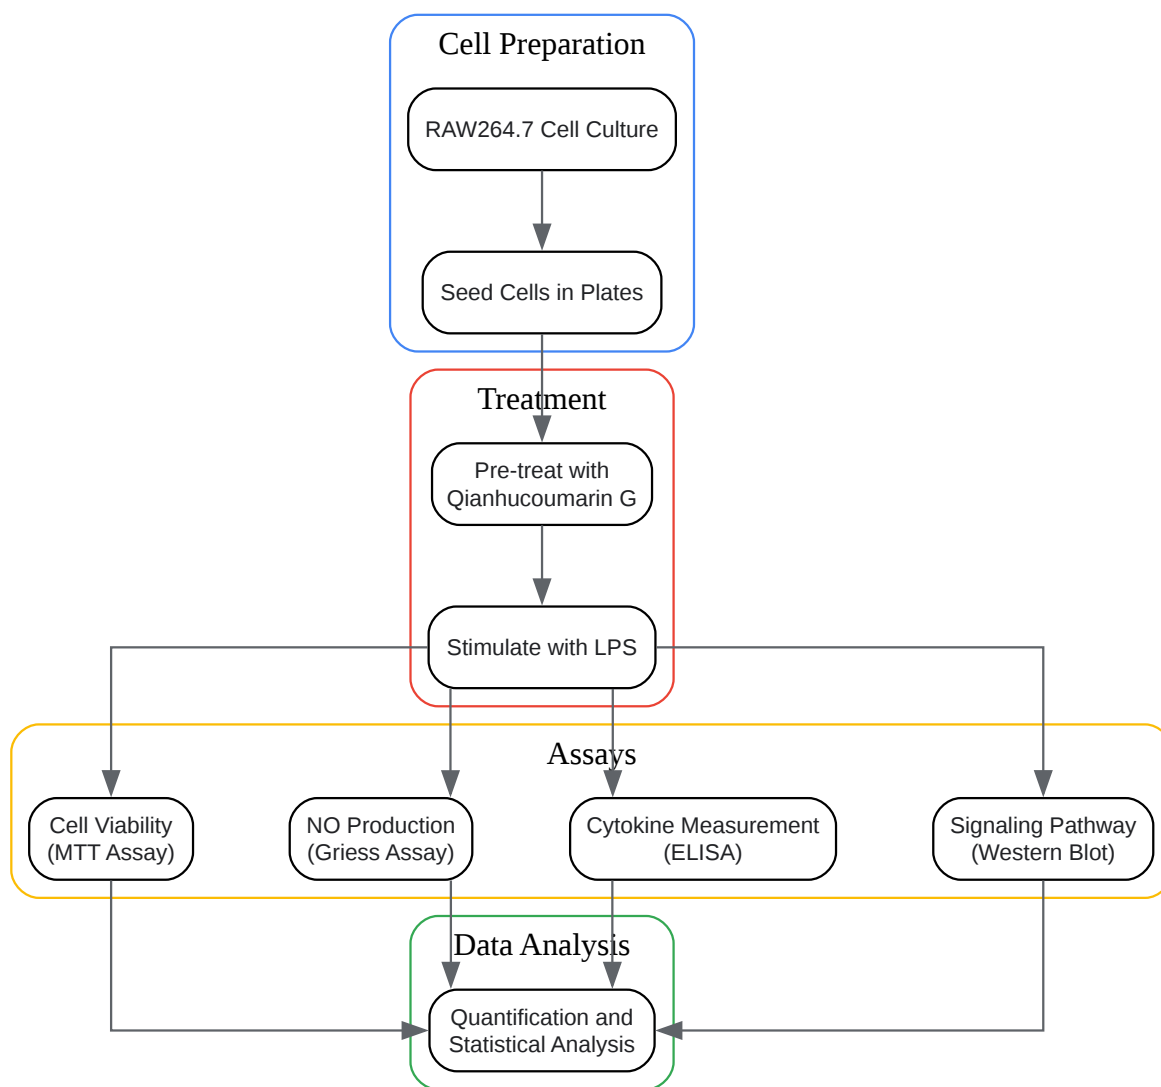 Cell Preparation
RAW264.7 Cell Culture
Seed Cells in Plates
Treatment
Pre-treat with
Qianhucoumarin G
Stimulate with LPS
Assays
Cell Viability
(MTT Assay)
NO Production
(Griess Assay)
Cytokine Measurement
(ELISA)
Signaling Pathway
(Western Blot)
Data Analysis
Quantification and
Statistical Analysis